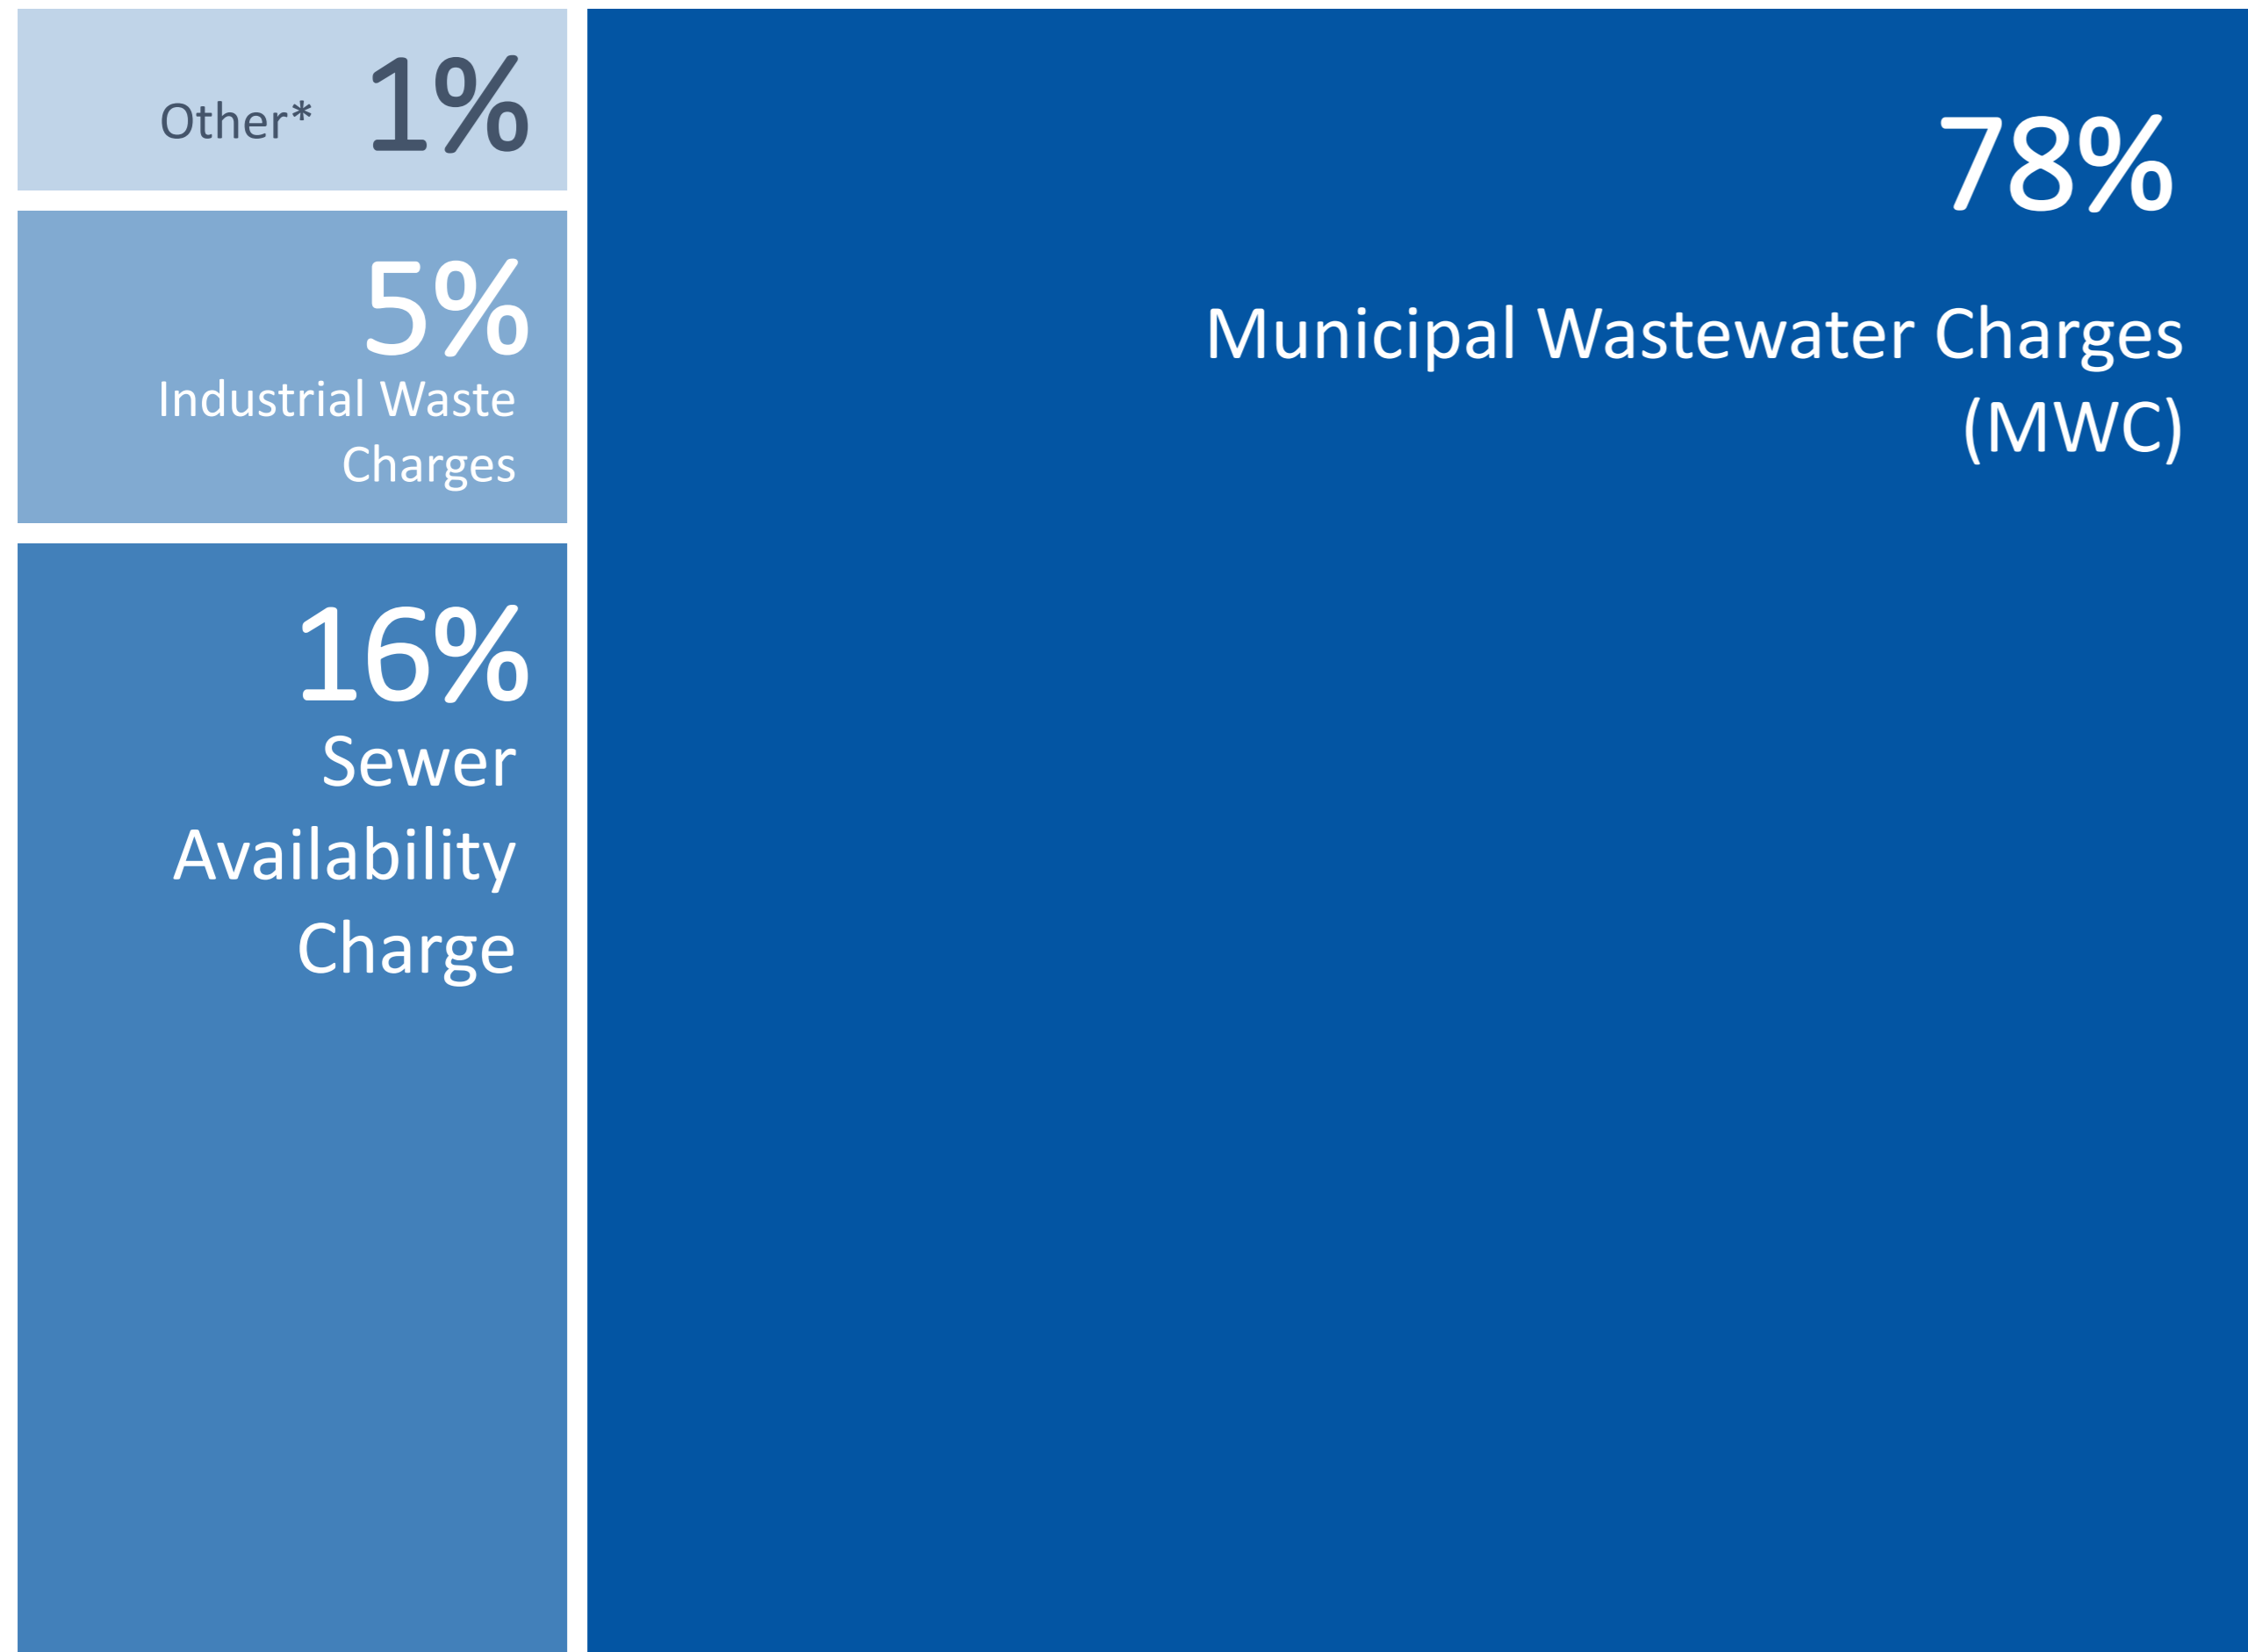 Other* 1%
5%
Industrial Waste
Charges
16%
Sewer
Availability
Charge
78%
Municipal Wastewater Charges
(MWC)